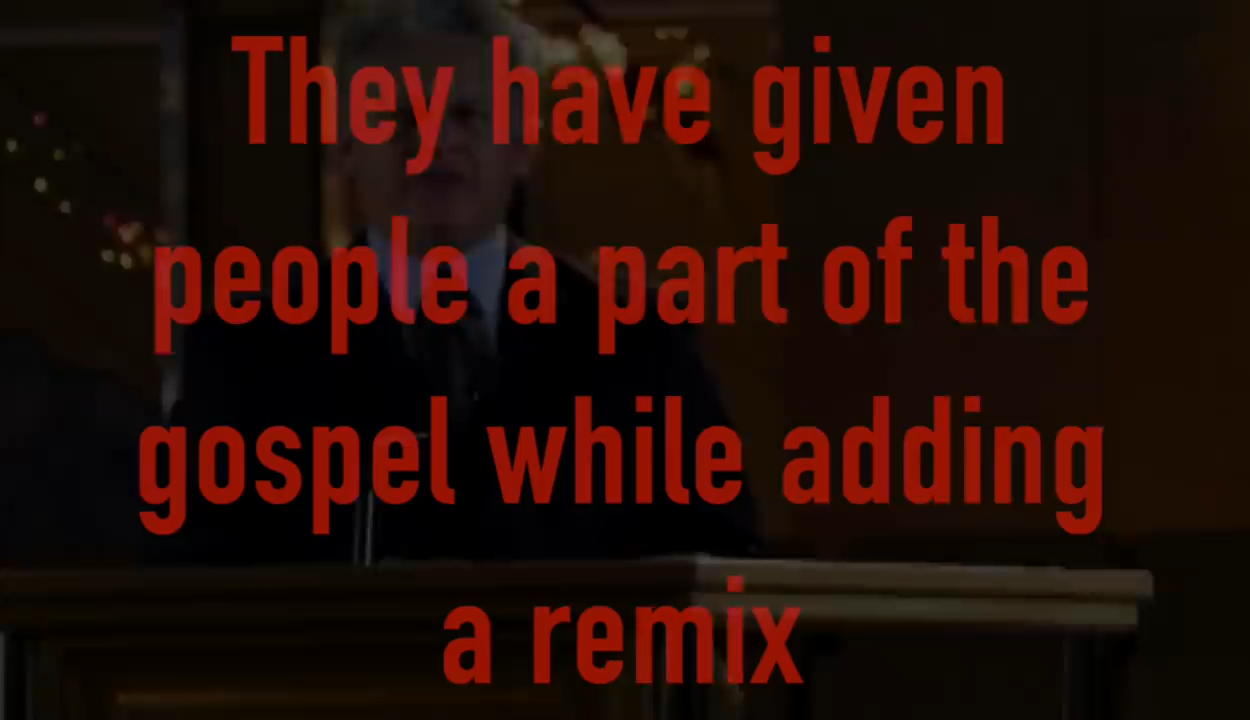 They have given
people a part of the
gospel while adding
a remix